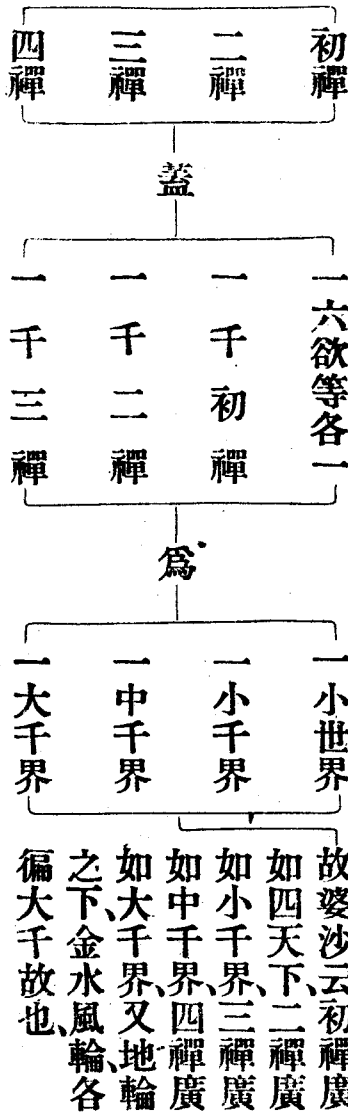 初禪
二禪
三禪
四禪
蓋
一六欲等各一
一千初禪
一千二禪
一千三禪
爲
一小世界
一小千界
一中千界
一大千界
故婆沙云初禪廣
如四天下、二禪廣
如小千界、三禪廣
如中千界、四禪廣
如大千界、又地輪
之下、金水風輪、各
徧大千故也、